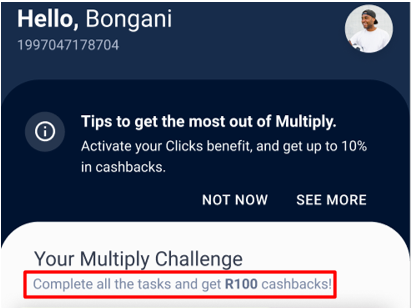 Hello, Bongani
1997047178704
Tips to get the most out of Multiply.
Activate your Clicks benefit, and get up to 10%
in cashbacks.
NOT NOW SEE MORE
Your Multiply Challenge
Complete all the tasks and get R100 cashbacks!